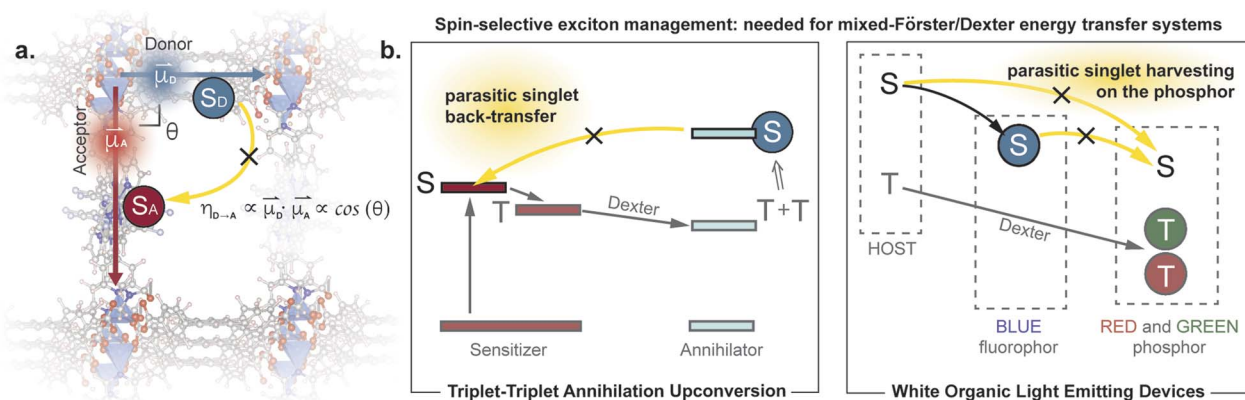 Spin-selective exciton management: needed for mixed-Förster/Dexter energy transfer systems
a.
Donor
μD
SD
Acceptor
θ
μA
SA
ηD→A ∝ μD· μA ∝ cos (θ)
b.
parasitic singlet
back-transfer
S
S
T
Dexter
T + T
Sensitizer
Annihilator
Triplet-Triplet Annihilation Upconversion
S
parasitic singlet harvesting
on the phosphor
S
S
T
HOST
Dexter
T
T
BLUE
fluorophor
RED and GREEN
phosphor
White Organic Light Emitting Devices